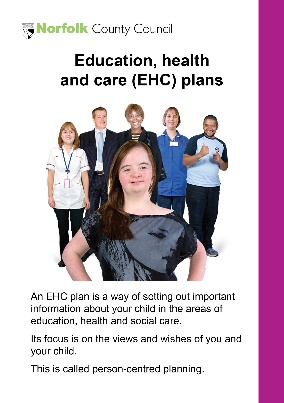 Norfolk County Council
Education, health
and care (EHC) plans
An EHC plan is a way of setting out important
information about your child in the areas of
education, health and social care.
Its focus is on the views and wishes of you and
your child.
This is called person-centred planning.